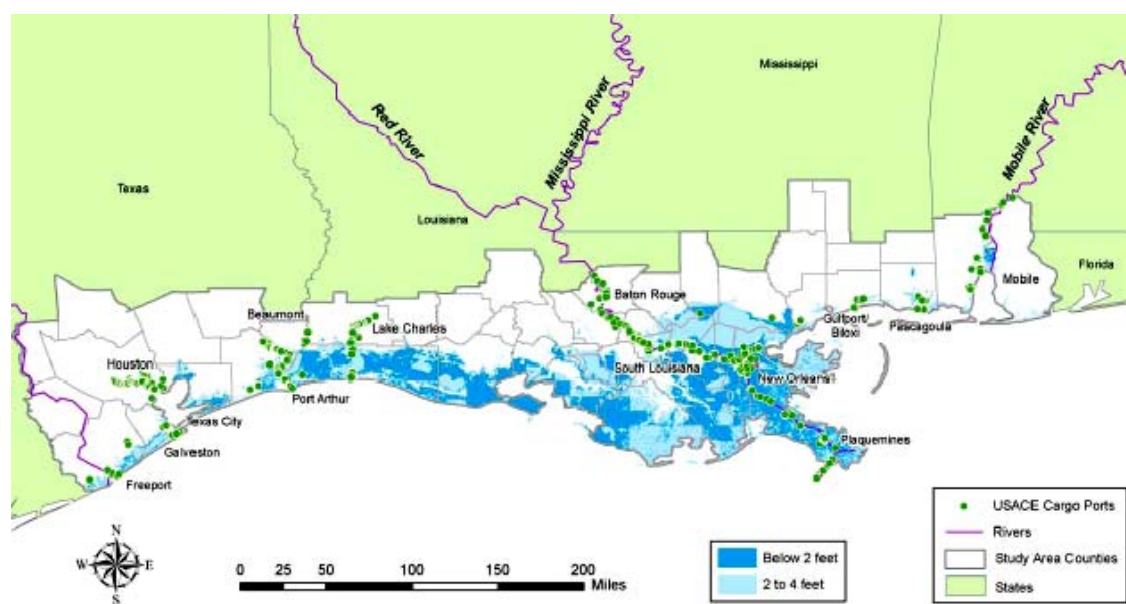 Mississippi
Red River
Mississippi River
Mobile River
Texas
Louisiana
Florida
Baton Rouge
Mobile
Beaumont
Lake Charles
Gulfport/
Biloxi
Pascagoula
Houston
South Louisiana
New Orleans
Port Arthur
Texas City
Galveston
Plaquemines
Freeport
N
W
E
S
0
25
50
100
150
200
Miles
Below 2 feet
2 to 4 feet
USACE Cargo Ports
Rivers
Study Area Counties
States